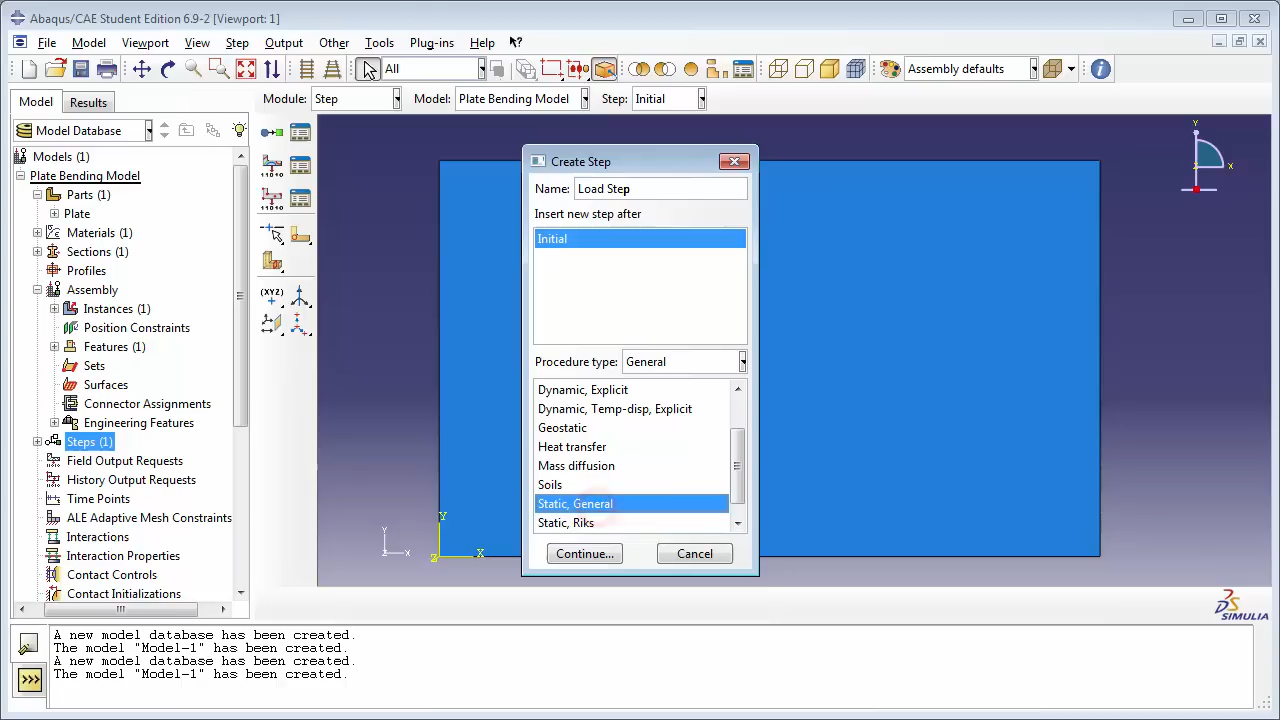 Abaqus/CAE Student Edition 6.9-2 [Viewport: 1]
File Model Viewport View Step Output Other Tools Plug-ins Help ?
All Assembly defaults
Model Results Module: Step Model: Plate Bending Model Step: Initial
Model Database
Models (1)
Plate Bending Model
Parts (1)
Plate
Materials (1)
Sections (1)
Profiles
Assembly
Instances (1)
Position Constraints
Features (1)
Sets
Surfaces
Connector Assignments
Engineering Features
Steps (1)
Field Output Requests
History Output Requests
Time Points
ALE Adaptive Mesh Constraints
Interactions
Interaction Properties
Contact Controls
Contact Initializations
(XYZ)
Create Step
Name: Load Step
Insert new step after
Initial
Procedure type: General
Dynamic, Explicit
Dynamic, Temp-disp, Explicit
Geostatic
Heat transfer
Mass diffusion
Soils
Static, General
Static, Riks
Continue... Cancel
Y
X
Z
Y
X
Z
Y
X
Z
SIMULIA
A new model database has been created.
The model "Model-1" has been created.
A new model database has been created.
The model "Model-1" has been created.
>>>